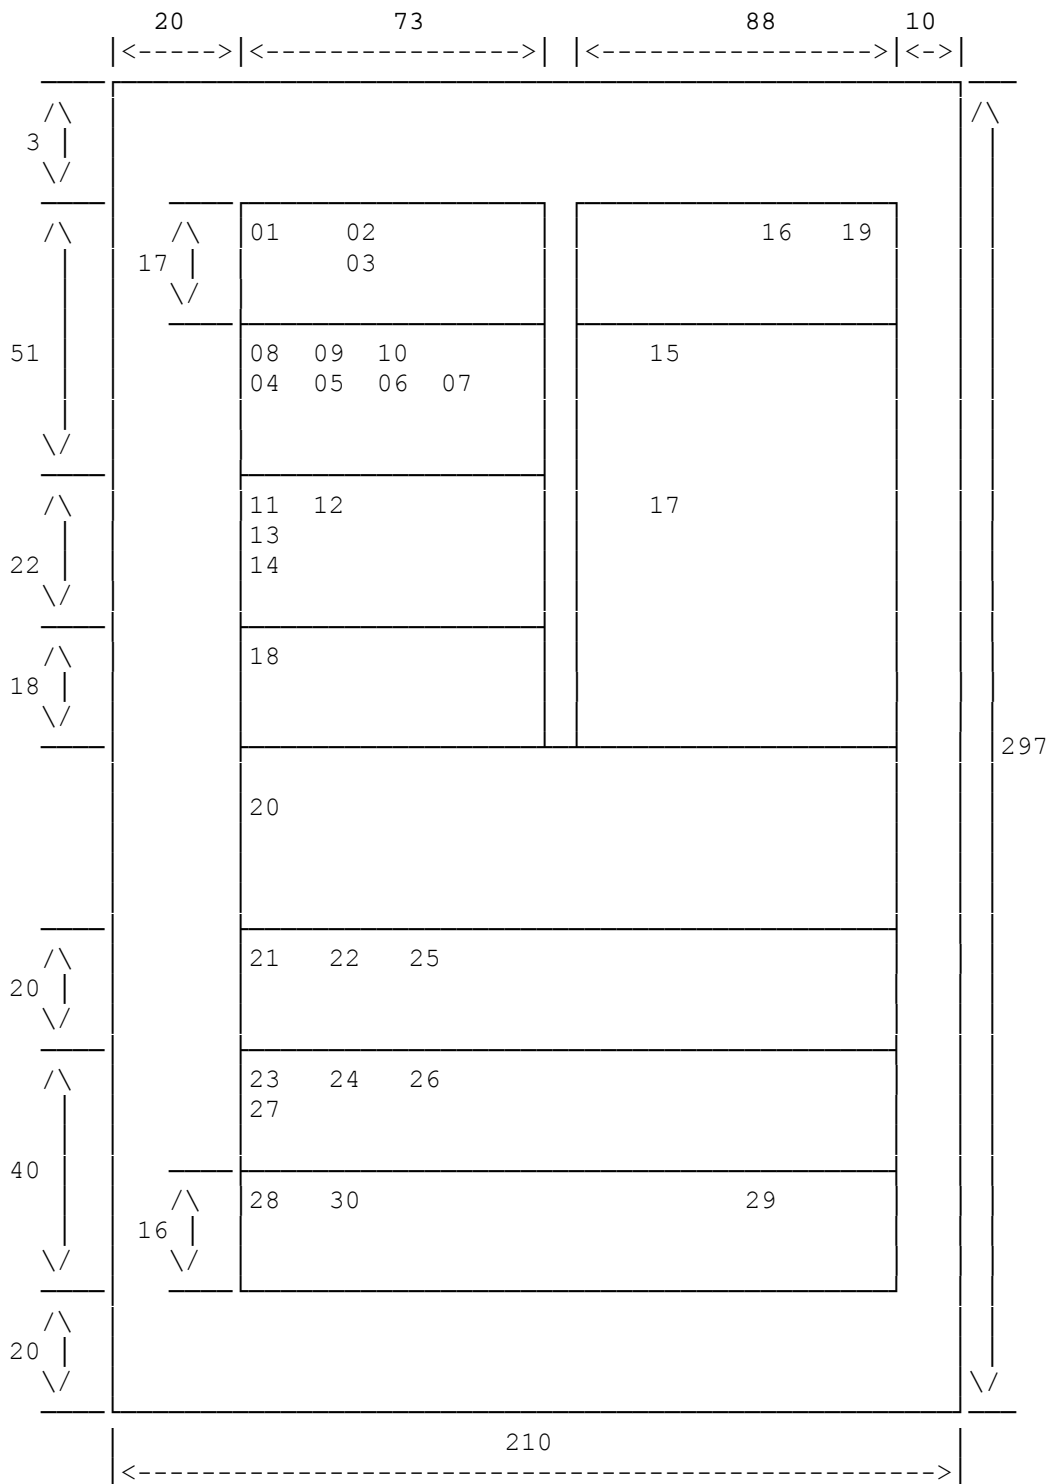 20 73 88 10
|<----->|<---------------->| |<---------------->|<->|
/\ /\
3 |
\/
/\ /\ 01 02 16 19
17 | 03
\/
51 08 09 10 15
04 05 06 07
\/
/\ 11 12 17
13
22 14
\/
/\ 18
18 |
\/
297
20
/\ 21 22 25
20 |
\/
/\ 23 24 26
27
40
/\ 28 30 29
16 |
\/ \/
/\
20 |
\/ \/
210
|<--------------------------------------------------->|